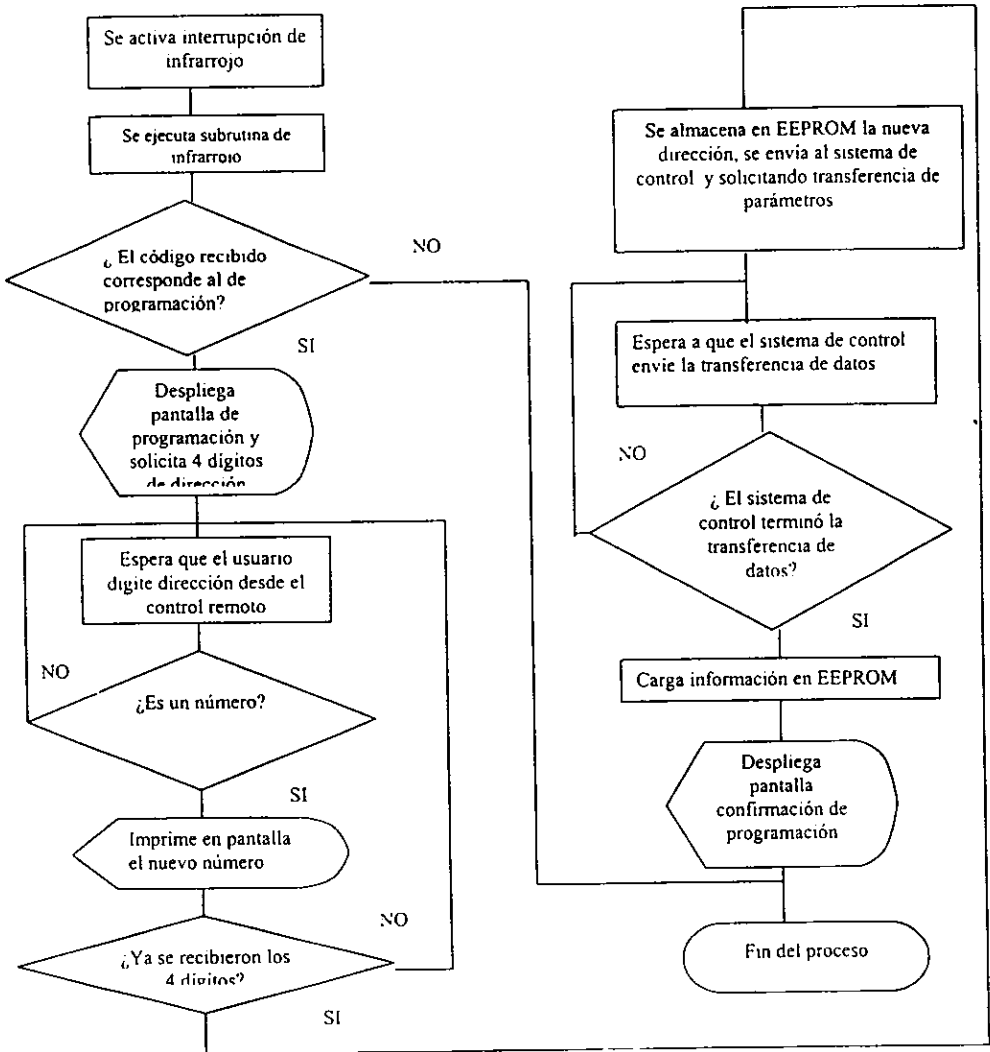 Se activa interrupción de
infrarrojo
Se ejecuta subrutina de
infrarrojo
¿ El código recibido
corresponde al de
programación?
NO
SI
Despliega
pantalla de
programación y
solicita 4 dígitos
de dirección
Espera que el usuario
digite dirección desde el
control remoto
NO
¿Es un número?
SI
Imprime en pantalla
el nuevo número
NO
¿Ya se recibieron los
4 dígitos?
SI
Se almacena en EEPROM la nueva
dirección, se envía al sistema de
control y solicitando transferencia de
parámetros
Espera a que el sistema de control
envie la transferencia de datos
NO
¿ El sistema de
control terminó la
transferencia de
datos?
SI
Carga información en EEPROM
Despliega
pantalla
confirmación de
programación
Fin del proceso